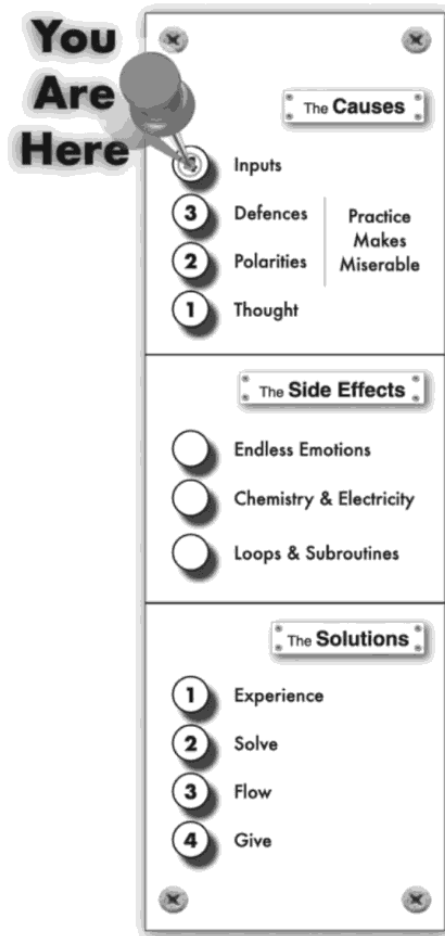 You
Are
Here
The Causes
Inputs
3 Defences
2 Polarities
Practice
Makes
Miserable
1 Thought
The Side Effects
Endless Emotions
Chemistry & Electricity
Loops & Subroutines
The Solutions
1 Experience
2 Solve
3 Flow
4 Give